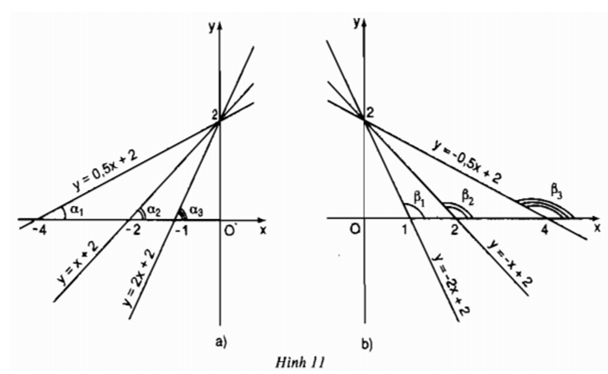 y
y
2
2
y = 0,5x + 2
y = -0,5x + 2
α₁
α₂
α₃
β₁
β₂
β₃
-4
-2
-1
O
x
O
1
2
4
x
y = x + 2
y = 2x + 2
y = -2x + 2
y = -x + 2
a)
b)
Hình 11